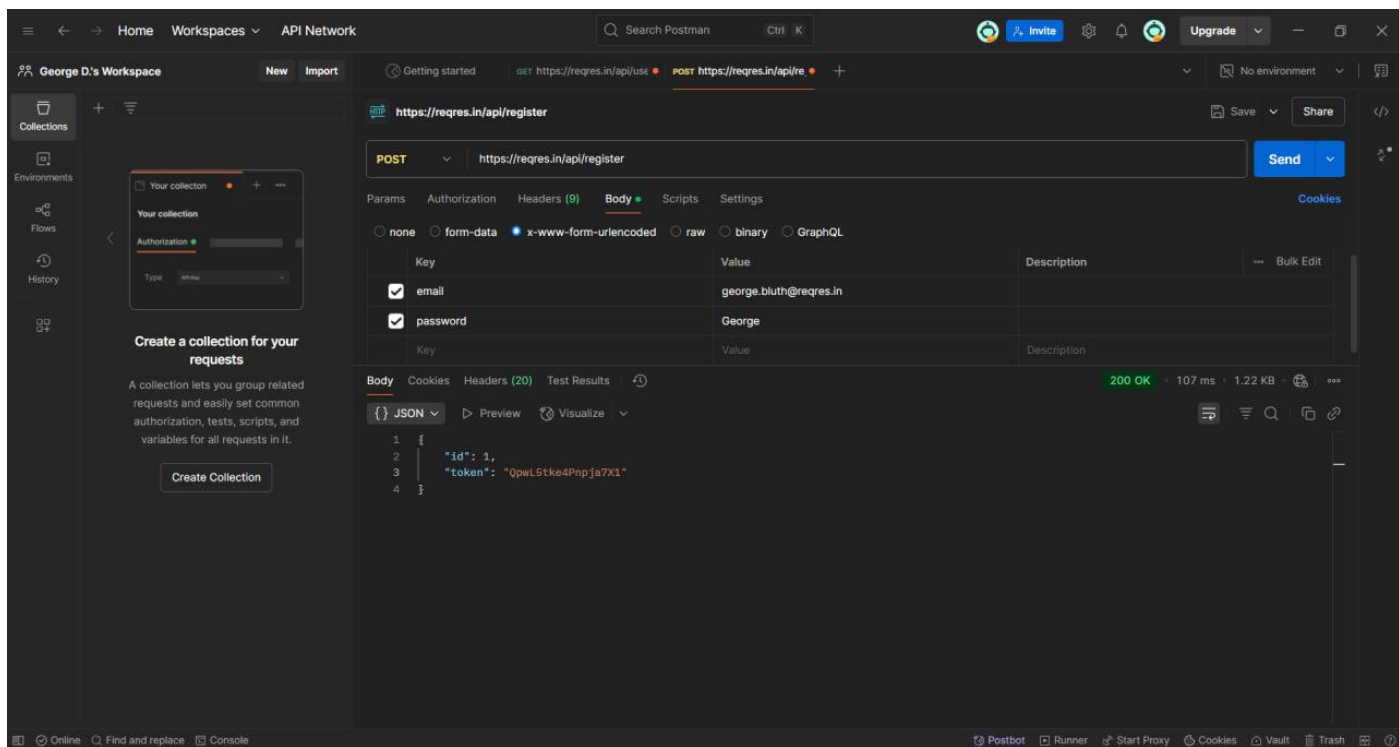 Home Workspaces API Network Search Postman Ctrl K Invite Upgrade
George D.'s Workspace New Import Getting started GET https://reqres.in/api/use POST https://reqres.in/api/re No environment
Collections
Environments
Flows
History
Your collecton
Your collection
Authorization
Type API Key
Create a collection for your
requests
A collection lets you group related
requests and easily set common
authorization, tests, scripts, and
variables for all requests in it.
Create Collection
HTTP https://reqres.in/api/register Save Share
POST https://reqres.in/api/register Send
Params Authorization Headers (9) Body Scripts Settings Cookies
none form-data x-www-form-urlencoded raw binary GraphQL
Key Value Description Bulk Edit
email george.bluth@reqres.in
password George
Key Value Description
Body Cookies Headers (20) Test Results 200 OK 107 ms 1.22 KB
{} JSON Preview Visualize
1 {
2 "id": 1,
3 "token": "QpwL5tke4Pnpja7X1"
4 }
Online Find and replace Console Postbot Runner Start Proxy Cookies Vault Trash